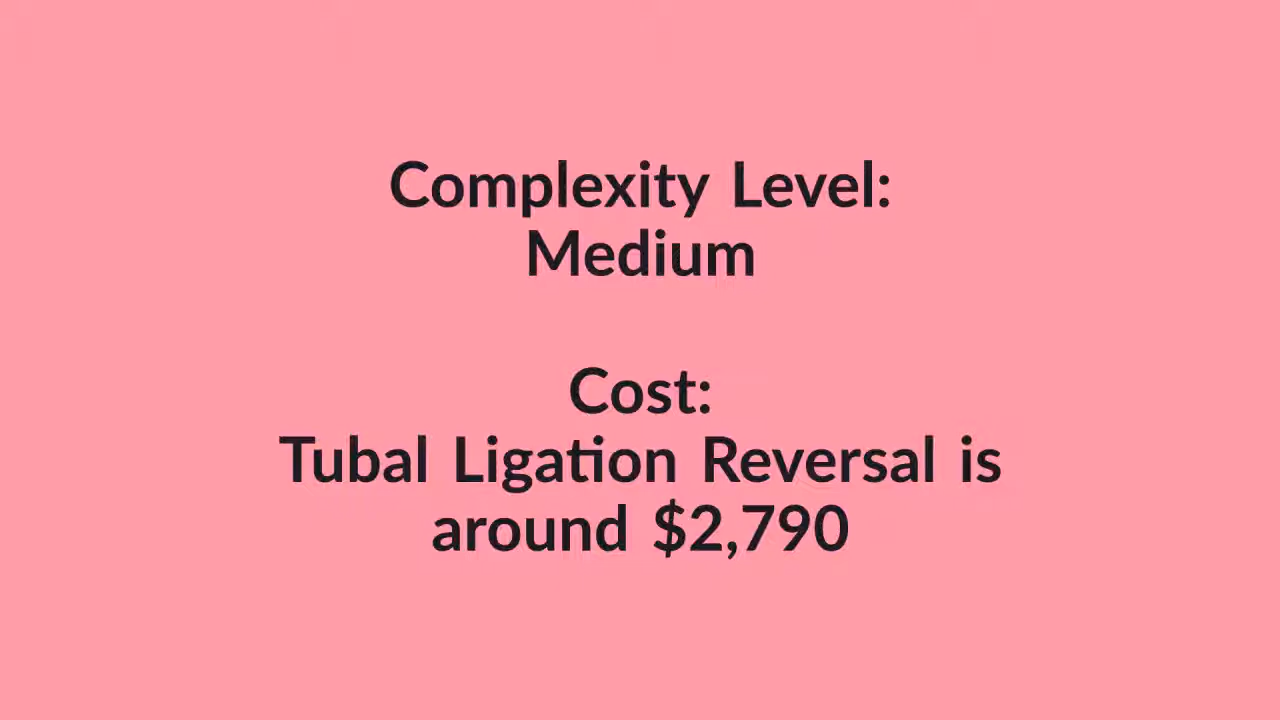 Complexity Level:
Medium
Cost:
Tubal Ligation Reversal is
around $2,790